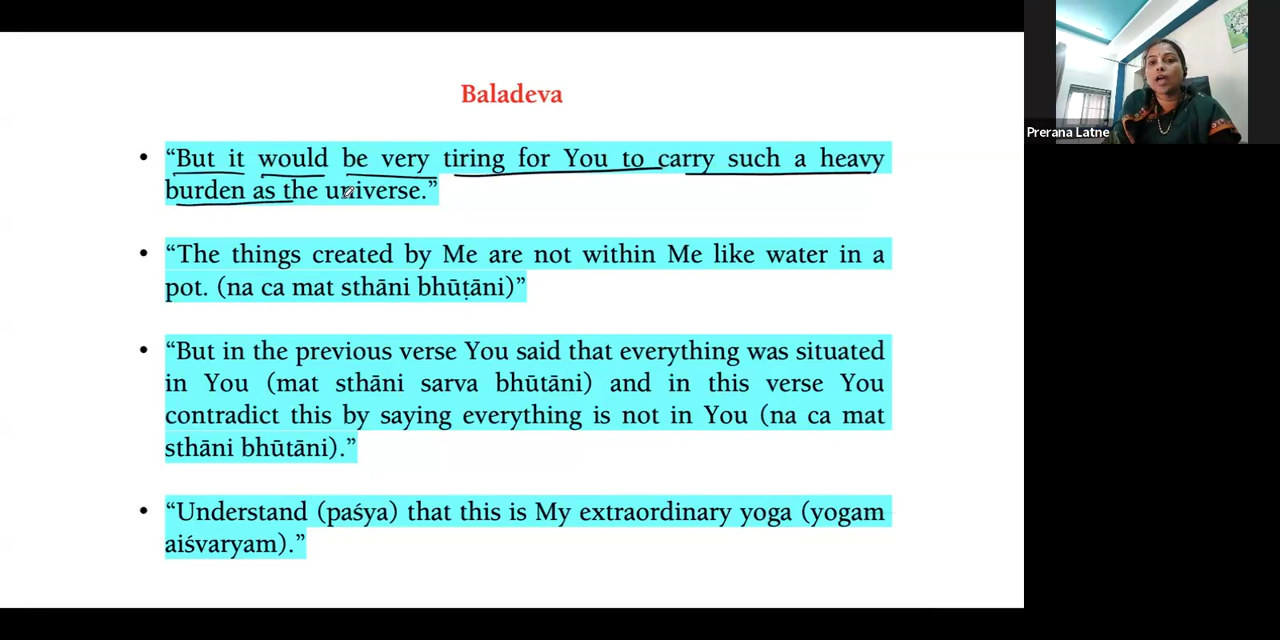 Baladeva
• “But it would be very tiring for You to carry such a heavy
burden as the universe.”
• “The things created by Me are not within Me like water in a
pot. (na ca mat sthāni bhūṭāni)”
• “But in the previous verse You said that everything was situated
in You (mat sthāni sarva bhūtāni) and in this verse You
contradict this by saying everything is not in You (na ca mat
sthāni bhūtāni).”
• “Understand (paśya) that this is My extraordinary yoga (yogam
aiśvaryam).”
Prerana Latne